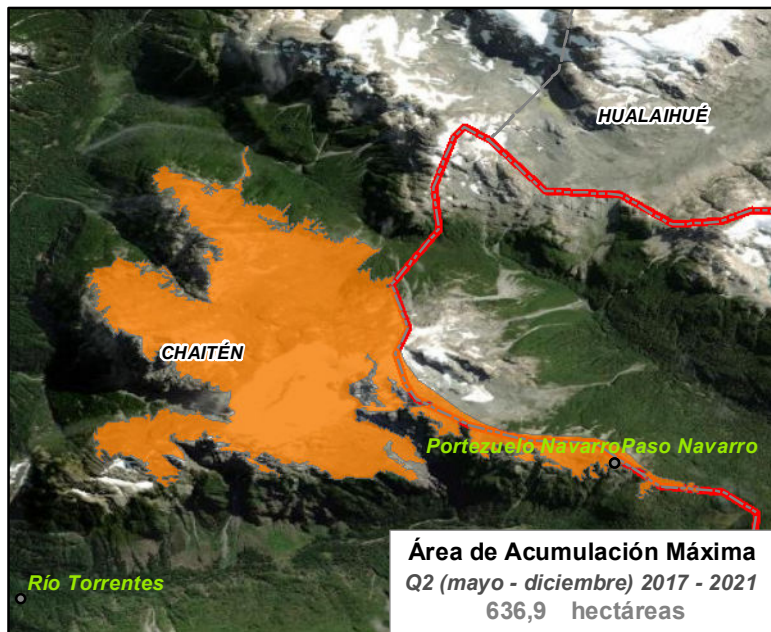 HUALAIHUÉ
CHAITÉN
Portezuelo NavarroPaso Navarro
Río Torrentes
Área de Acumulación Máxima
Q2 (mayo - diciembre) 2017 - 2021
636,9 hectáreas